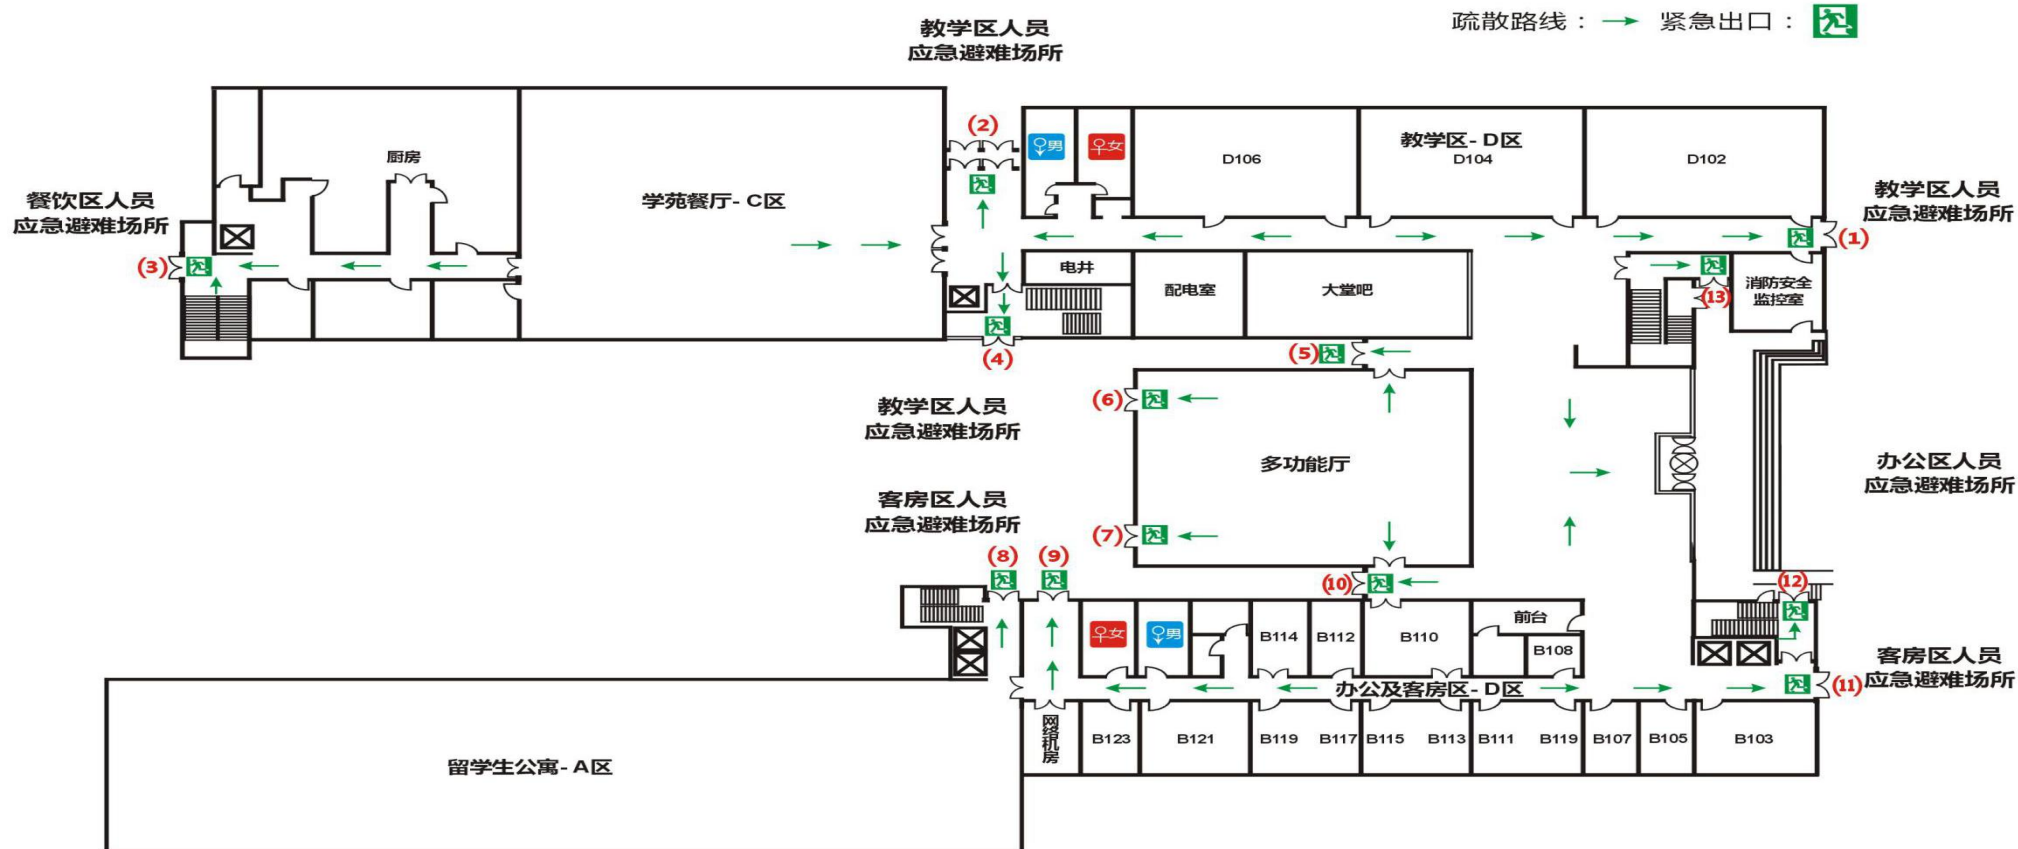 疏散路线： → 紧急出口：
教学区人员
应急避难场所
(2)
男
女
教学区-D区
D106
D104
D102
厨房
学苑餐厅-C区
餐饮区人员
应急避难场所
教学区人员
应急避难场所
(1)
(3)
电井
配电室
大堂吧
消防安全
监控室
(13)
(4)
(5)
(6)
教学区人员
应急避难场所
多功能厅
办公区人员
应急避难场所
客房区人员
应急避难场所
(7)
(8)
(9)
(10)
(12)
女
男
B114
B112
B110
前台
B108
客房区人员
应急避难场所
办公及客房区-D区
(11)
网络机房
B123
B121
B119
B117
B115
B113
B111
B119
B107
B105
B103
留学生公寓-A区